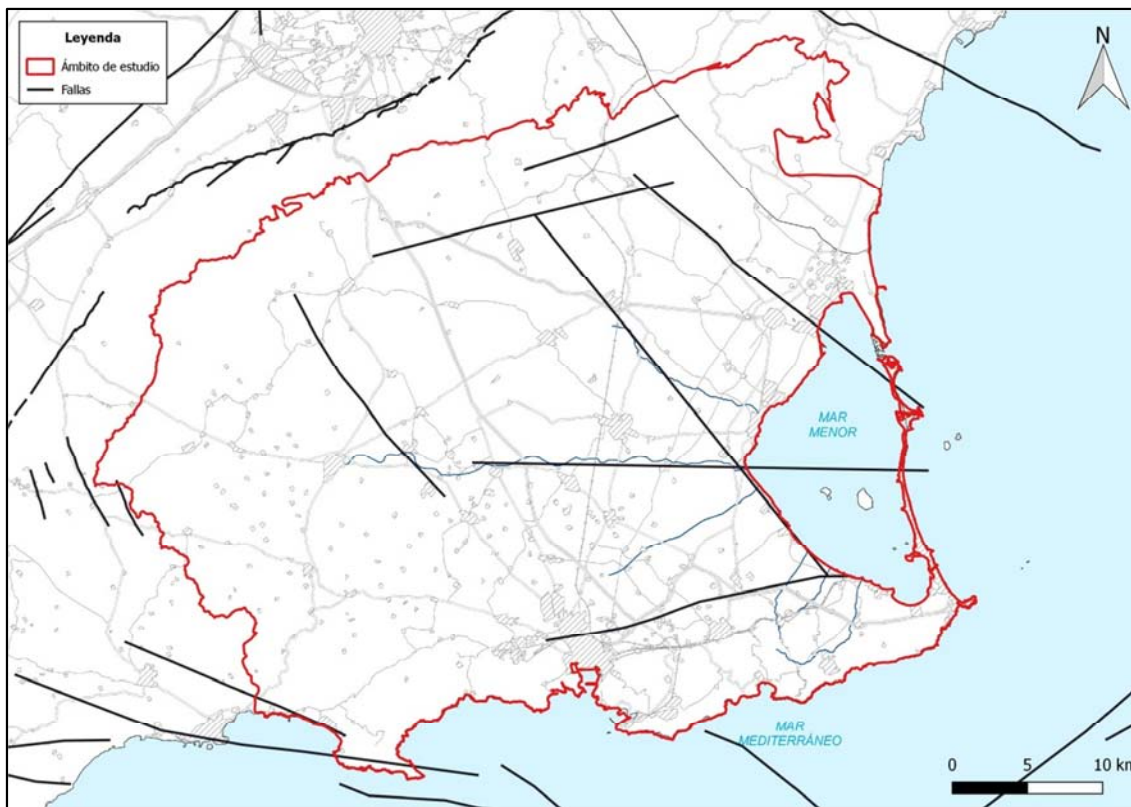 Leyenda
Ámbito de estudio
Fallas
N
MAR
MENOR
MAR
MEDITERRÁNEO
0 5 10 km